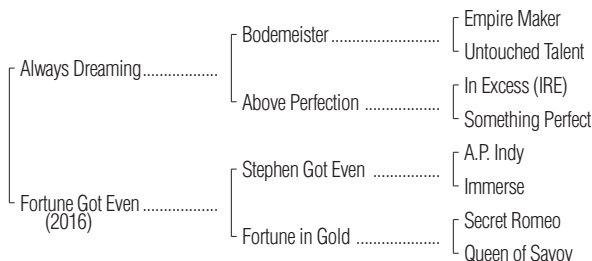 Empire Maker
Bodemeister........................
Untouched Talent
Always Dreaming.................
In Excess (IRE)
Above Perfection .................
Something Perfect
A.P. Indy
Stephen Got Even ...............
Immerse
Fortune Got Even .................
(2016)
Secret Romeo
Fortune in Gold ...................
Queen of Savoy